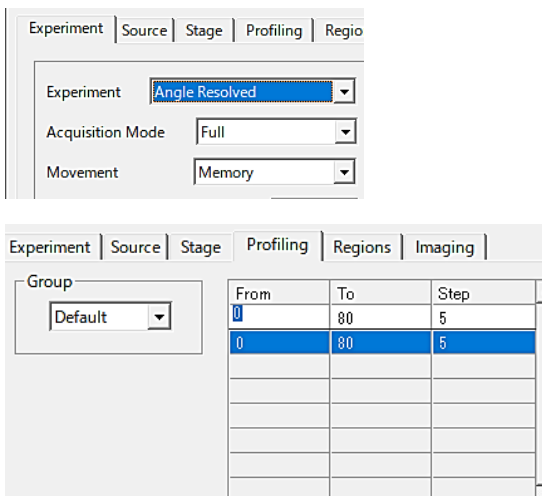 Experiment Source Stage Profiling Regio
Experiment Angle Resolved
Acquisition Mode Full
Movement Memory
Experiment Source Stage Profiling Regions Imaging
Group
Default
From To Step
0 80 5
0 80 5